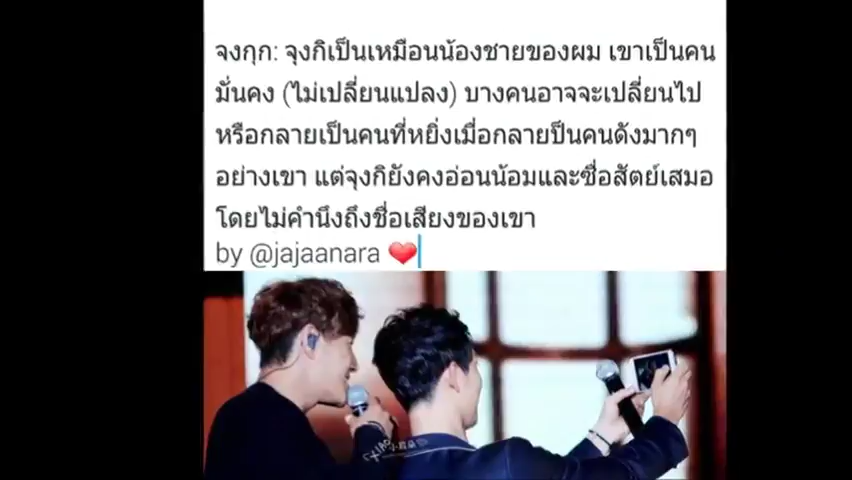 จงกุก: จุงกิเป็นเหมือนน้องชายของผม เขาเป็นคน
มั่นคง (ไม่เปลี่ยนแปลง) บางคนอาจจะเปลี่ยนไป
หรือกลายเป็นคนที่หยิ่งเมื่อกลายป็นคนดังมากๆ
อย่างเขา แต่จุงกิยังคงอ่อนน้อมและซื่อสัตย์เสมอ
โดยไม่คำนึงถึงชื่อเสียงของเขา
by @jajaanara ❤